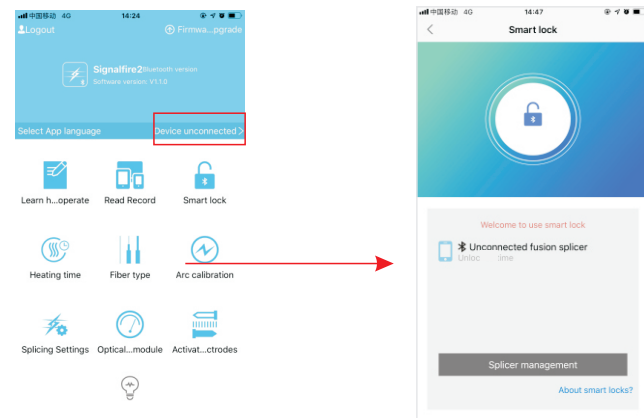 中国移动 4G 14:24
Logout Firmwa...pgrade
Signalfire2 Bluetooth version
Software version: V1.1.0
Select App language Device unconnected >
Learn h...operate Read Record Smart lock
Heating time Fiber type Arc calibration
Splicing Settings Optical...module Activat...ctrodes
中国移动 4G 14:47
Smart lock
Welcome to use smart lock
Unconnected fusion splicer
Unloc :ime
Splicer management
About smart locks?